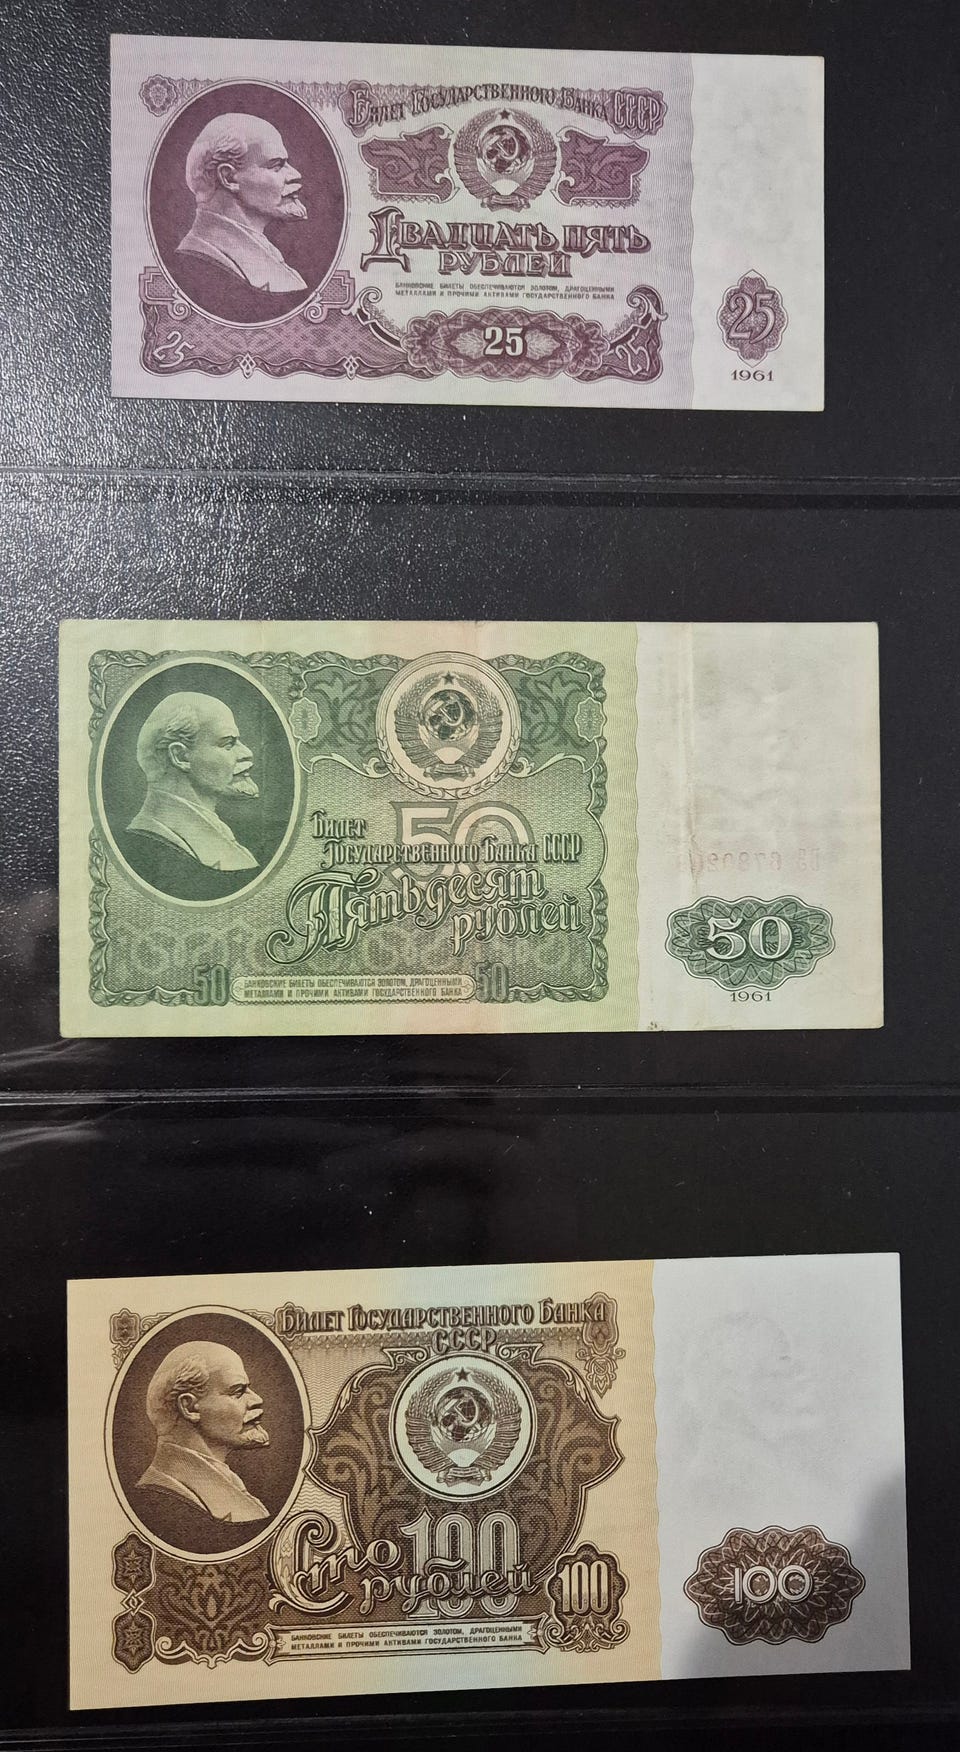 Билет Государственного Банка СССР
Двадцать пять
рублей
БАНКОВСКИЕ БИЛЕТЫ ОБЕСПЕЧИВАЮТСЯ ЗОЛОТОМ, ДРАГОЦЕННЫМИ
МЕТАЛЛАМИ И ПРОЧИМИ АКТИВАМИ ГОСУДАРСТВЕННОГО БАНКА
25
25
25
25
1961
50
Билет
Государственного Банка СССР
Пятьдесят
рублей
50
БАНКОВСКИЕ БИЛЕТЫ ОБЕСПЕЧИВАЮТСЯ ЗОЛОТОМ, ДРАГОЦЕННЫМИ
МЕТАЛЛАМИ И ПРОЧИМИ АКТИВАМИ ГОСУДАРСТВЕННОГО БАНКА
50
50
1961
Билет Государственного Банка
СССР
100
Сто
рублей
100
БАНКОВСКИЕ БИЛЕТЫ ОБЕСПЕЧИВАЮТСЯ ЗОЛОТОМ, ДРАГОЦЕННЫМИ
МЕТАЛЛАМИ И ПРОЧИМИ АКТИВАМИ ГОСУДАРСТВЕННОГО БАНКА
100